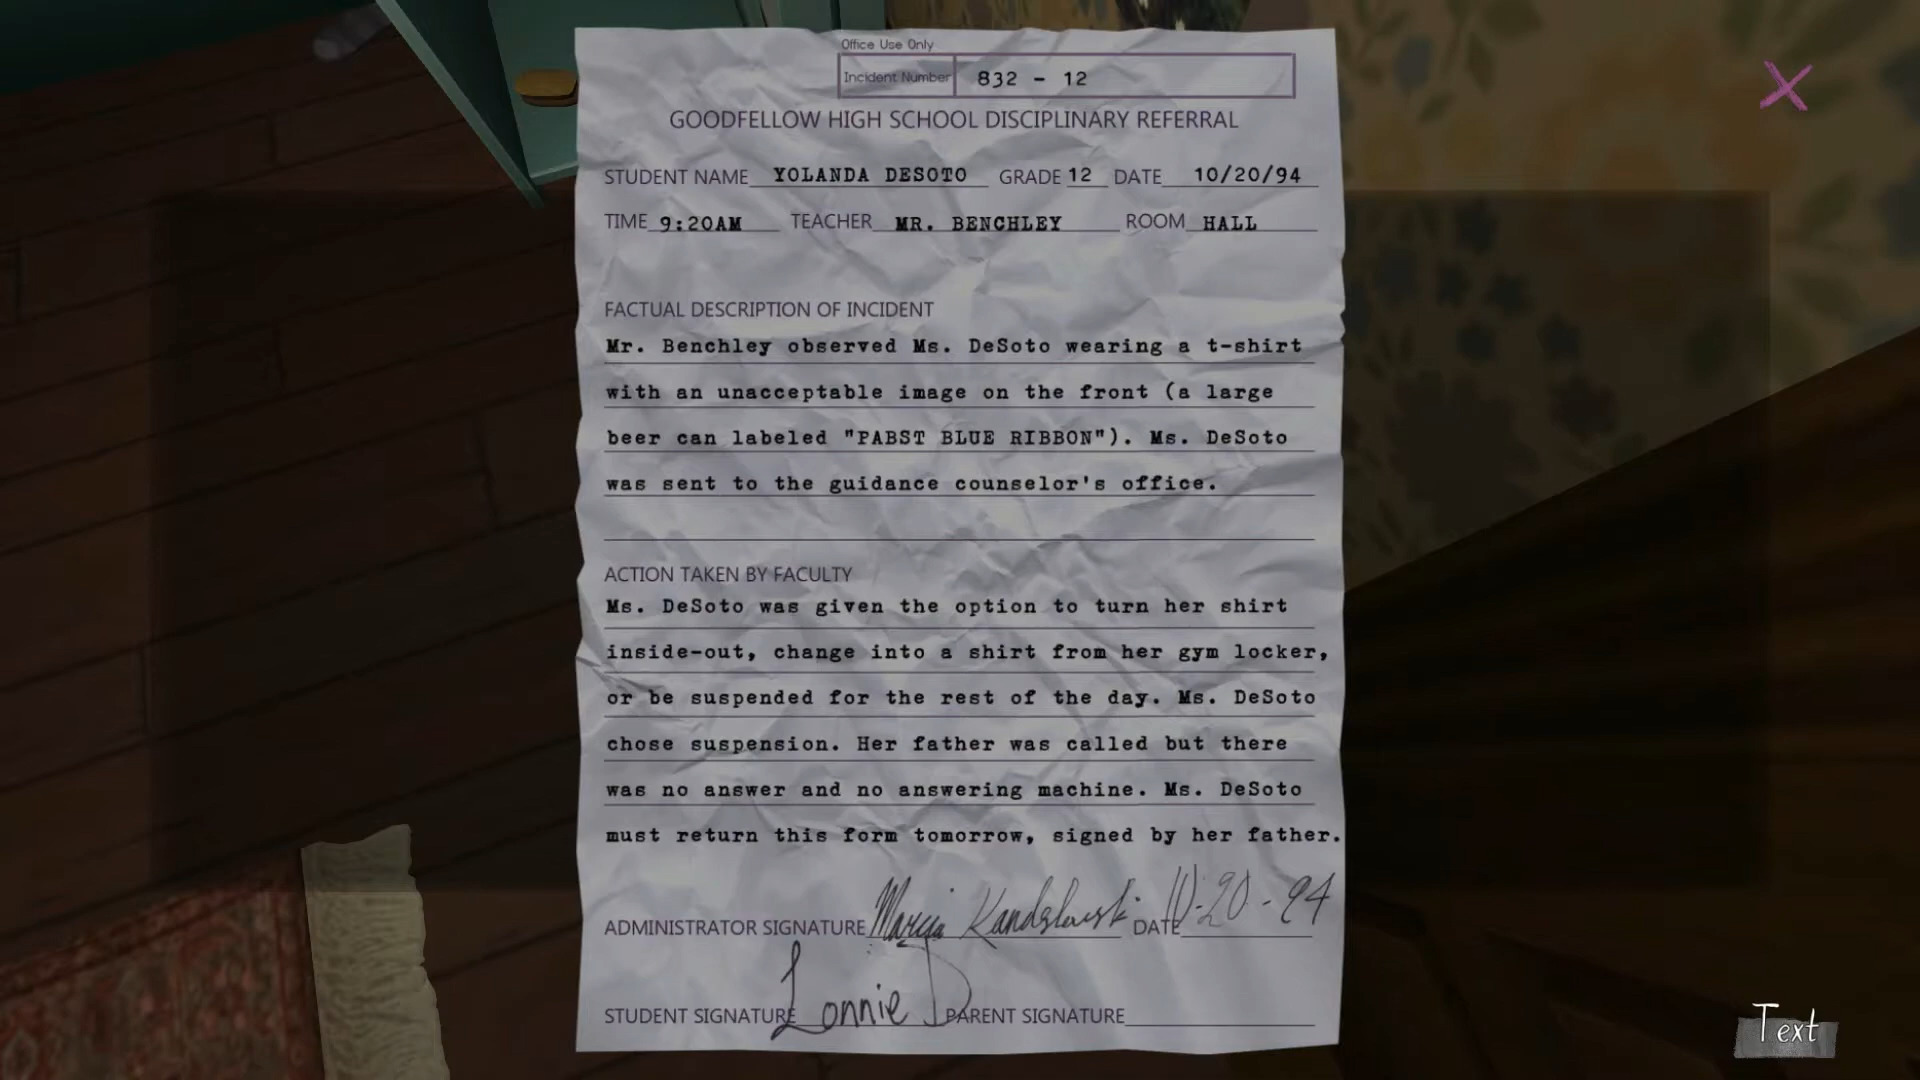 Office Use Only
Incident Number 832 - 12
GOODFELLOW HIGH SCHOOL DISCIPLINARY REFERRAL
STUDENT NAME YOLANDA DESOTO GRADE 12 DATE 10/20/94
TIME 9:20AM TEACHER MR. BENCHLEY ROOM HALL
FACTUAL DESCRIPTION OF INCIDENT
Mr. Benchley observed Ms. DeSoto wearing a t-shirt
with an unacceptable image on the front (a large
beer can labeled "PABST BLUE RIBBON"). Ms. DeSoto
was sent to the guidance counselor's office.
ACTION TAKEN BY FACULTY
Ms. DeSoto was given the option to turn her shirt
inside-out, change into a shirt from her gym locker,
or be suspended for the rest of the day. Ms. DeSoto
chose suspension. Her father was called but there
was no answer and no answering machine. Ms. DeSoto
must return this form tomorrow, signed by her father.
ADMINISTRATOR SIGNATURE DATE 10-20-94
STUDENT SIGNATURE Lonnie D PARENT SIGNATURE
Text